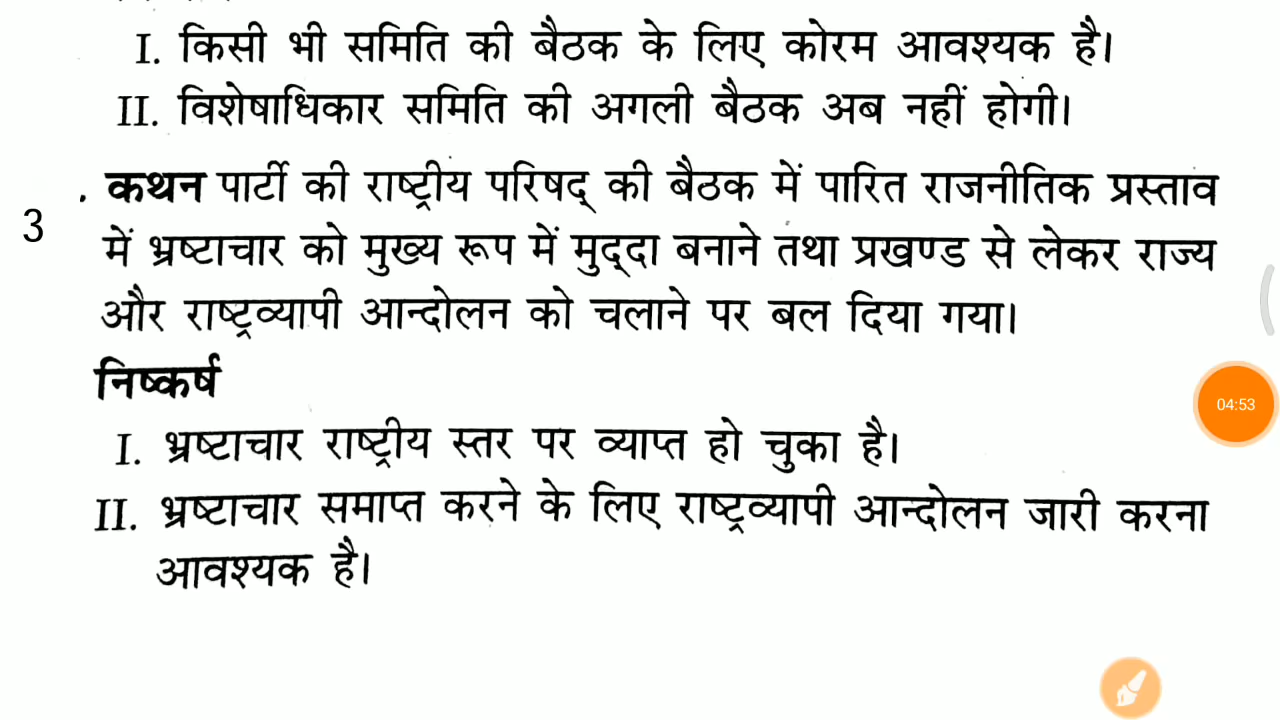 I. किसी भी समिति की बैठक के लिए कोरम आवश्यक है।
II. विशेषाधिकार समिति की अगली बैठक अब नहीं होगी।
. कथन पार्टी की राष्ट्रीय परिषद् की बैठक में पारित राजनीतिक प्रस्ताव
3
में भ्रष्टाचार को मुख्य रूप में मुद्‌दा बनाने तथा प्रखण्ड से लेकर राज्य
और राष्ट्रव्यापी आन्दोलन को चलाने पर बल दिया गया।
निष्कर्ष
04:53
I. भ्रष्टाचार राष्ट्रीय स्तर पर व्याप्त हो चुका है।
II. भ्रष्टाचार समाप्त करने के लिए राष्ट्रव्यापी आन्दोलन जारी करना
आवश्यक है।